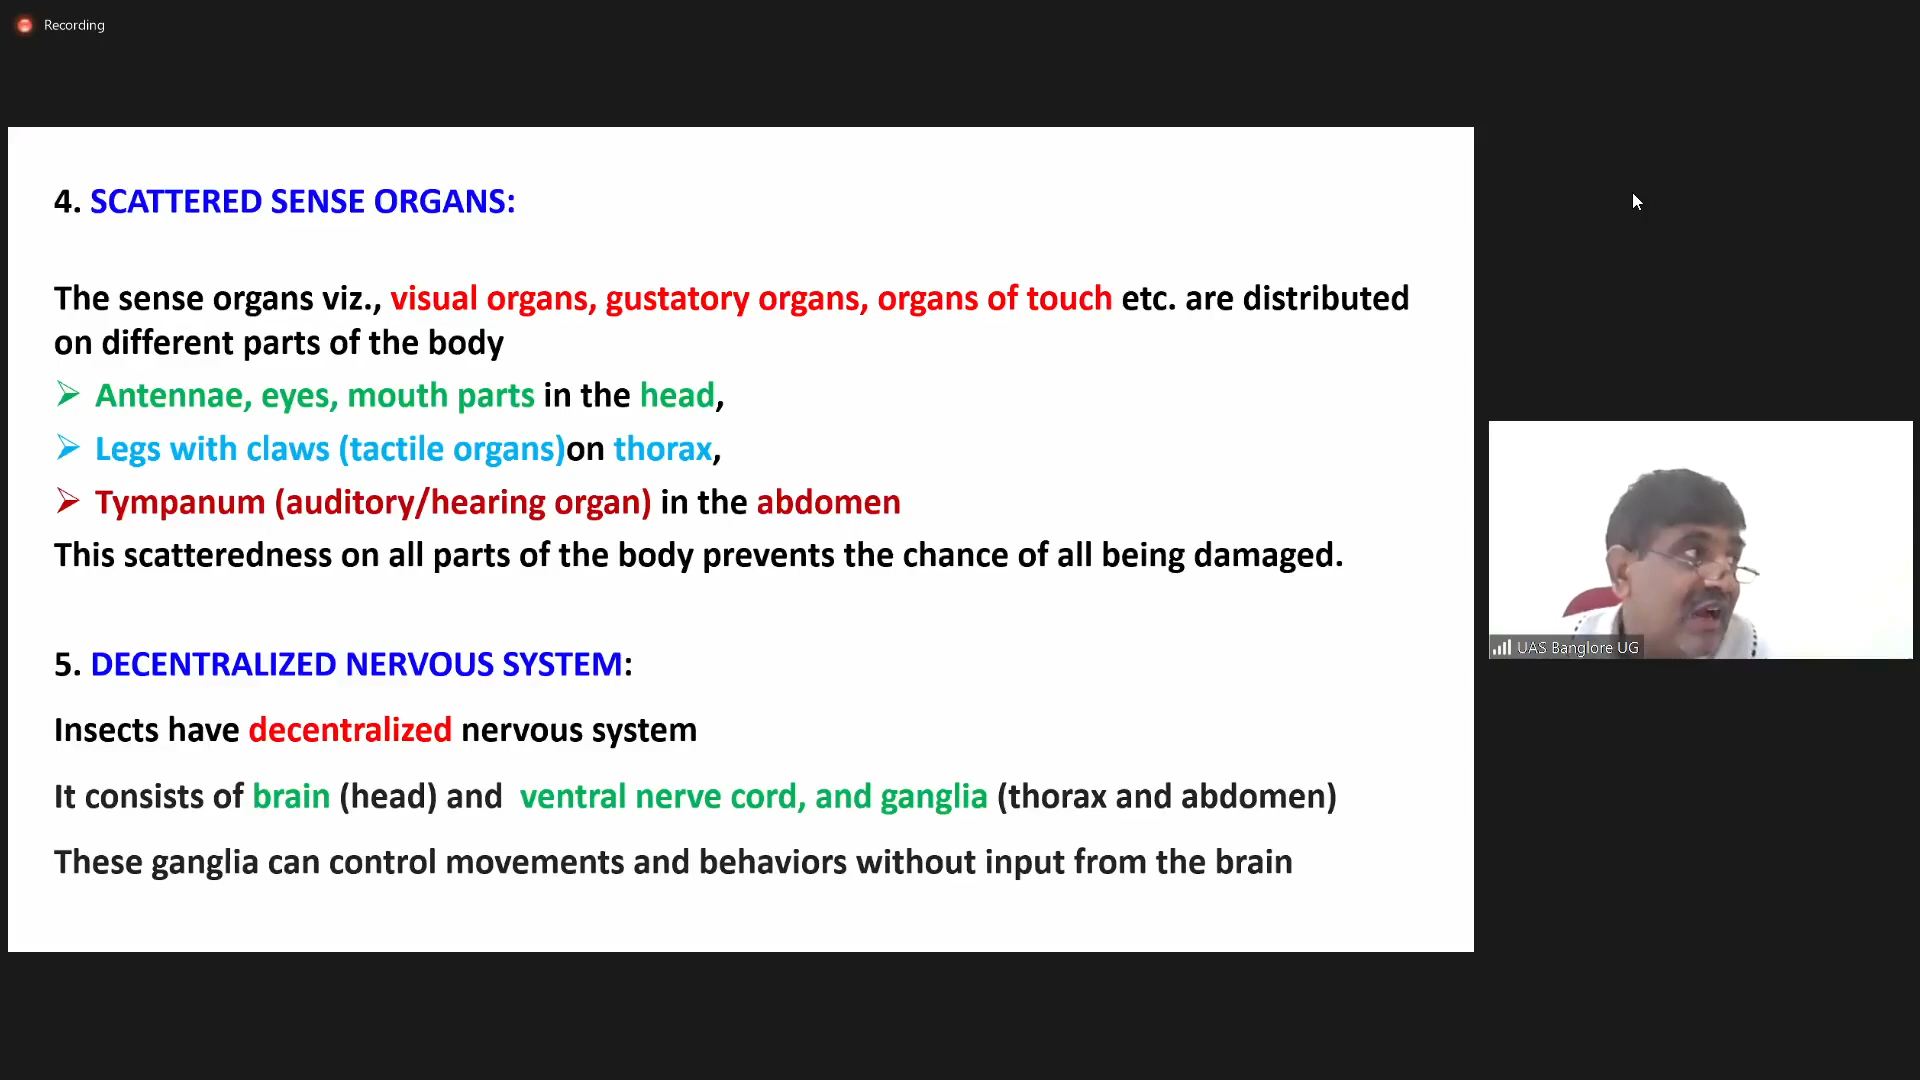 Recording
4. SCATTERED SENSE ORGANS:
The sense organs viz., visual organs, gustatory organs, organs of touch etc. are distributed
on different parts of the body
➢ Antennae, eyes, mouth parts in the head,
➢ Legs with claws (tactile organs)on thorax,
➢ Tympanum (auditory/hearing organ) in the abdomen
This scatteredness on all parts of the body prevents the chance of all being damaged.
5. DECENTRALIZED NERVOUS SYSTEM:
Insects have decentralized nervous system
It consists of brain (head) and ventral nerve cord, and ganglia (thorax and abdomen)
These ganglia can control movements and behaviors without input from the brain
UAS Banglore UG